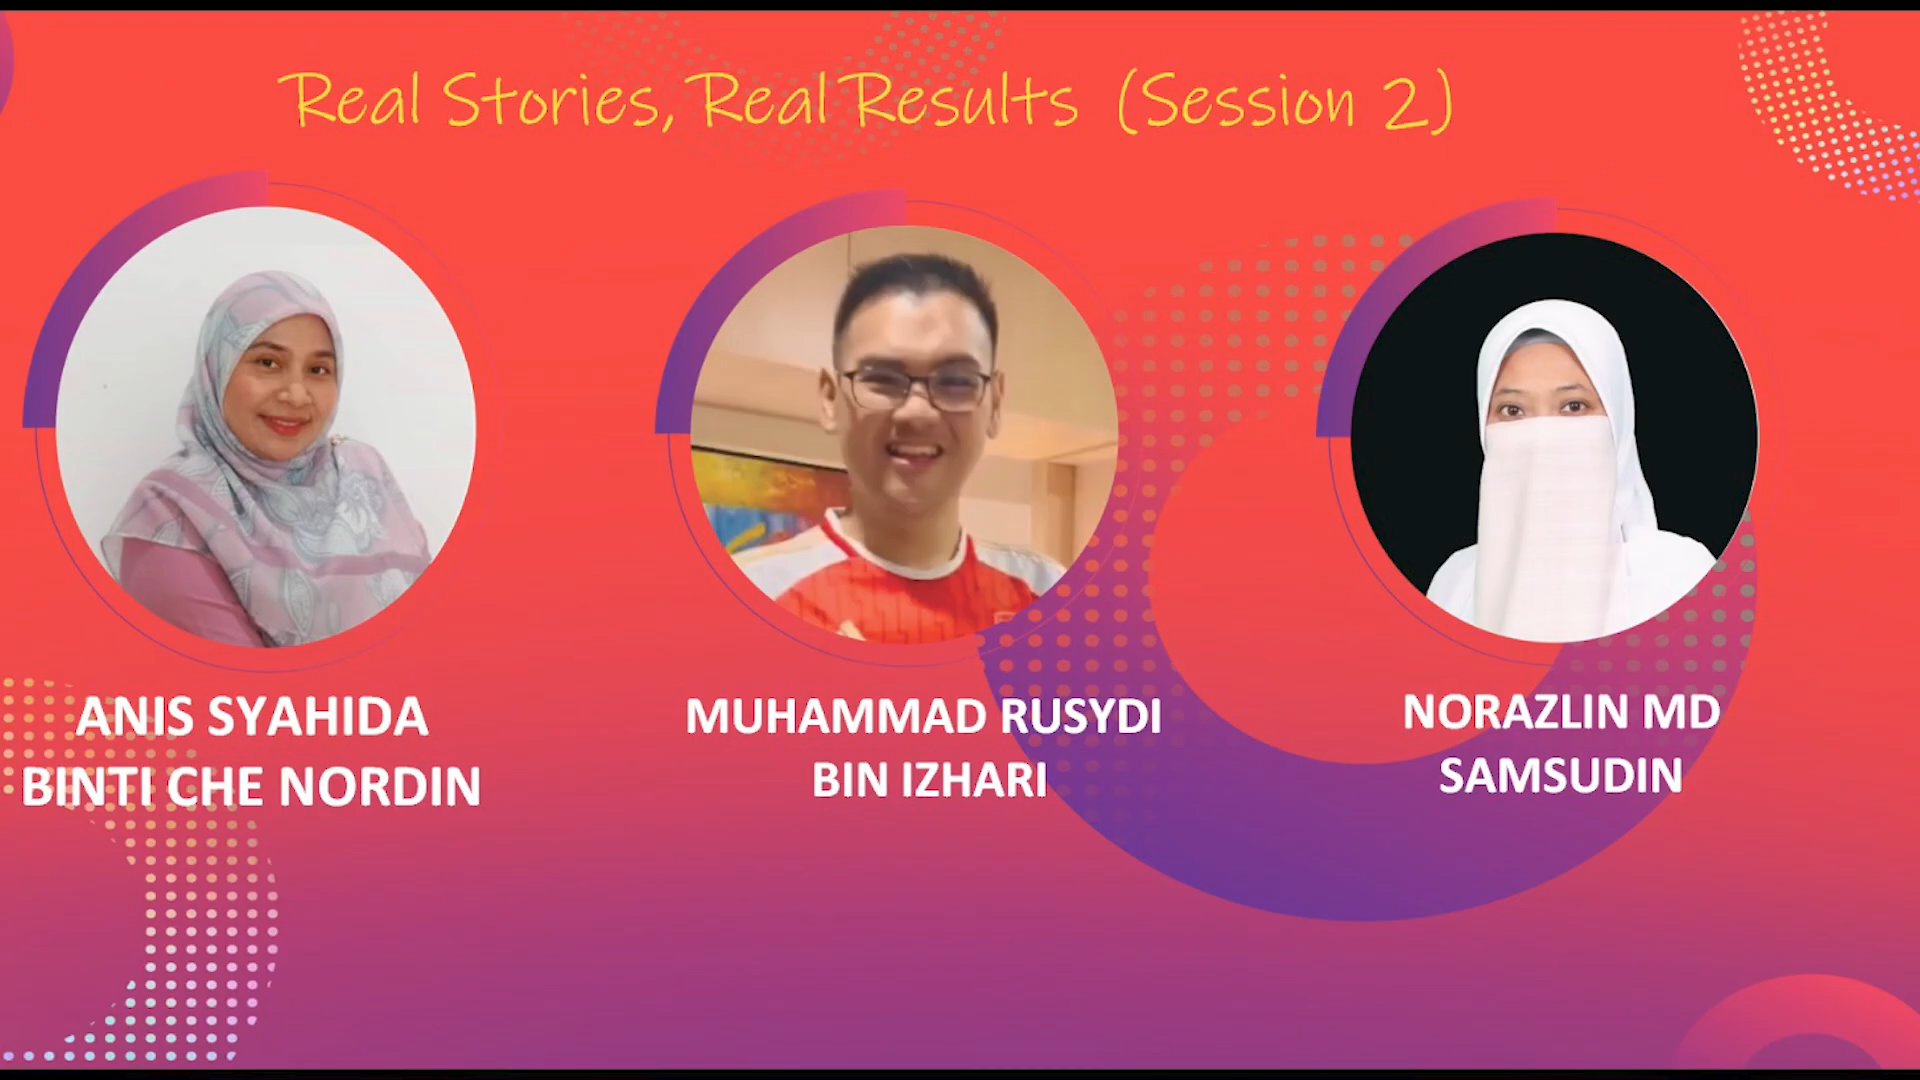 Real Stories, Real Results (Session 2)
ANIS SYAHIDA
BINTI CHE NORDIN
MUHAMMAD RUSYDI
BIN IZHARI
NORAZLIN MD
SAMSUDIN